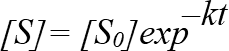 [S] = [S₀]exp⁻ᵏᵗ